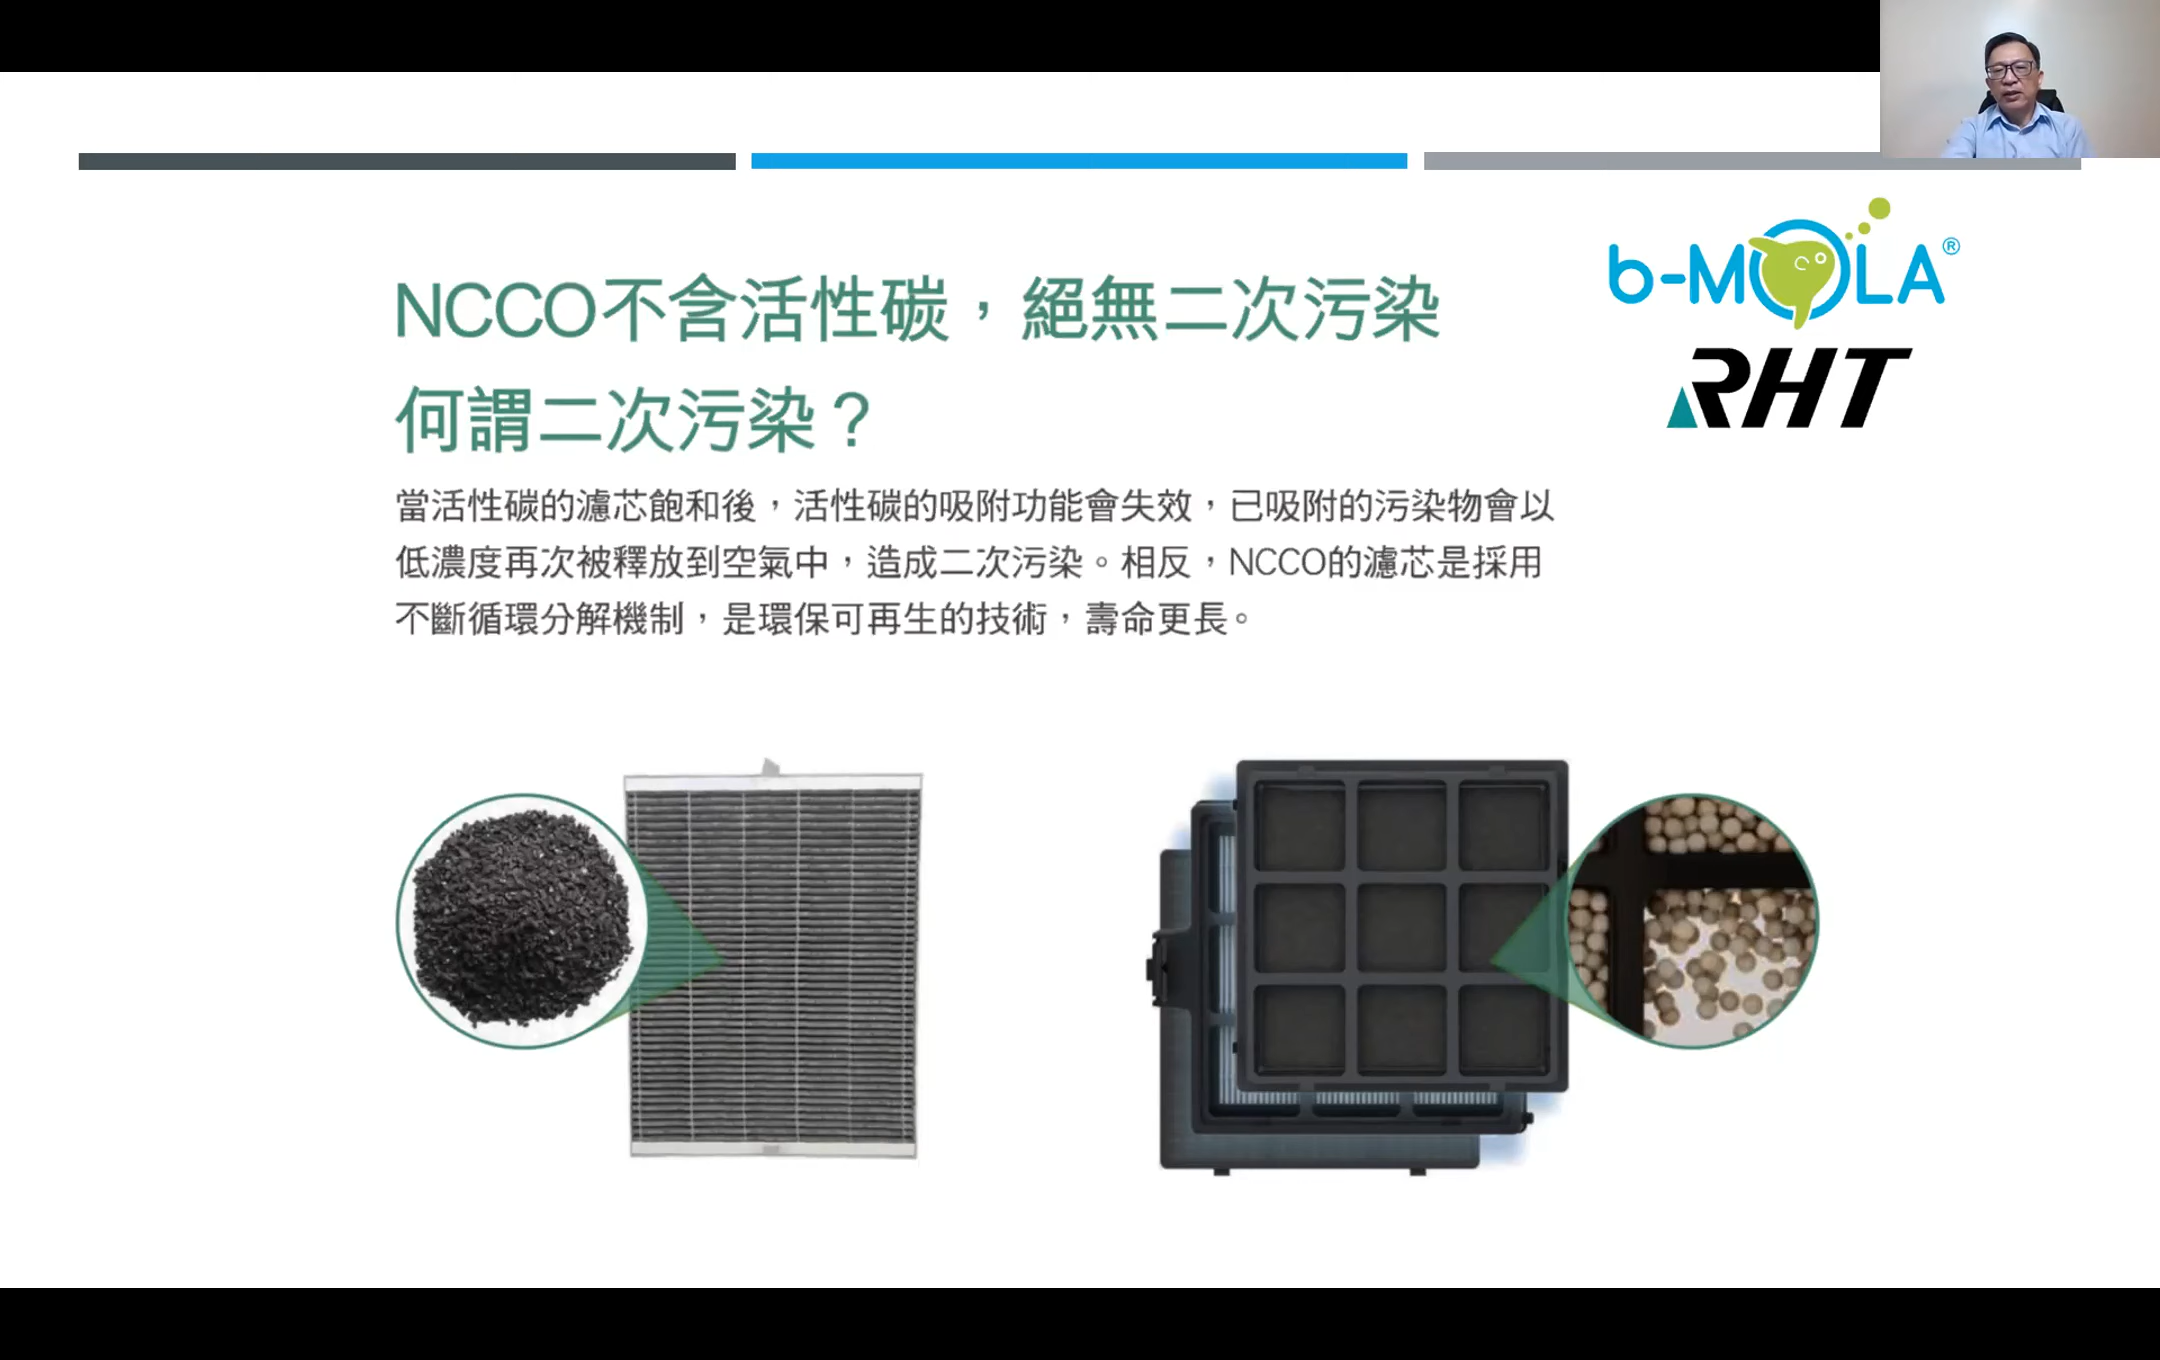 b-MOLA®
RHT
NCCO不含活性碳，絕無二次污染
何謂二次污染？
當活性碳的濾芯飽和後，活性碳的吸附功能會失效，已吸附的污染物會以
低濃度再次被釋放到空氣中，造成二次污染。相反，NCCO的濾芯是採用
不斷循環分解機制，是環保可再生的技術，壽命更長。